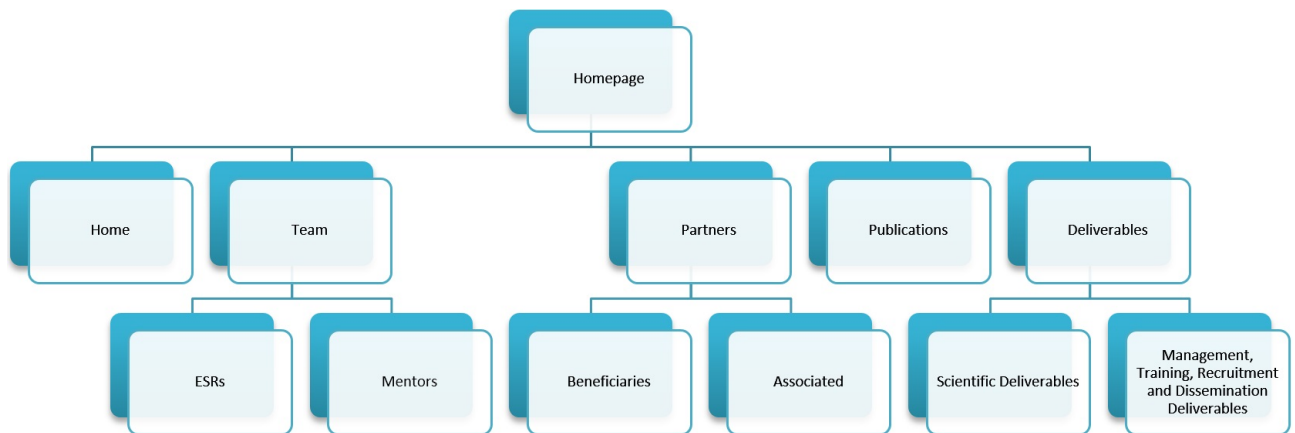 Homepage
Home
Team
Partners
Publications
Deliverables
ESRs
Mentors
Beneficiaries
Associated
Scientific Deliverables
Management,
Training, Recruitment
and Dissemination
Deliverables